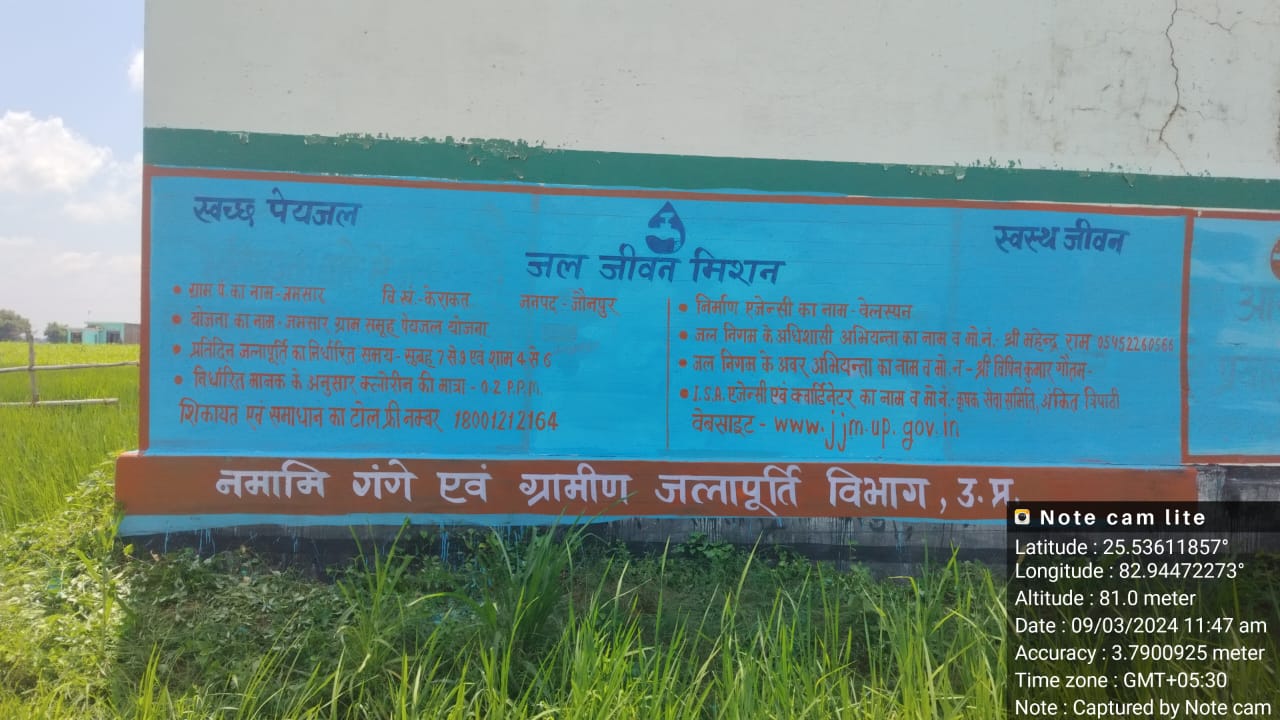 स्वच्छ पेयजल
स्वस्थ जीवन
जल जीवन मिशन
• ग्राम पं. का नाम - जमसार वि.खं. - केराकत जनपद - जौनपुर
• योजना का नाम - जमसार ग्राम समूह पेयजल योजना
• प्रतिदिन जलापूर्ति का निर्धारित समय - सुबह 7 से 9 एवं शाम 4 से 6
• निर्धारित मानक के अनुसार क्लोरीन की मात्रा - 0.2 P.P.M.
शिकायत एवं समाधान का टोल फ्री नम्बर 18001212164
• निर्माण एजेन्सी का नाम - वेलस्पन
• जल निगम के अधिशासी अभियन्ता का नाम व मो.नं. श्री महेन्द्र राम
• जल निगम के अवर अभियन्ता का नाम व मो. न - श्री विपिन कुमार गौतम -
• I.S.A. एजेन्सी एवं क्वार्डिनेटर का नाम व मो.नं. कृषक सेवा समिति, अंकित त्रिपाठी
वेबसाइट - www.jjm.up.gov.in
नमामि गंगे एवं ग्रामीण जलापूर्ति विभाग, उ. प्र.
Note cam lite
Latitude : 25.53611857°
Longitude : 82.94472273°
Altitude : 81.0 meter
Date : 09/03/2024 11:47 am
Accuracy : 3.7900925 meter
Time zone : GMT+05:30
Note : Captured by Note cam